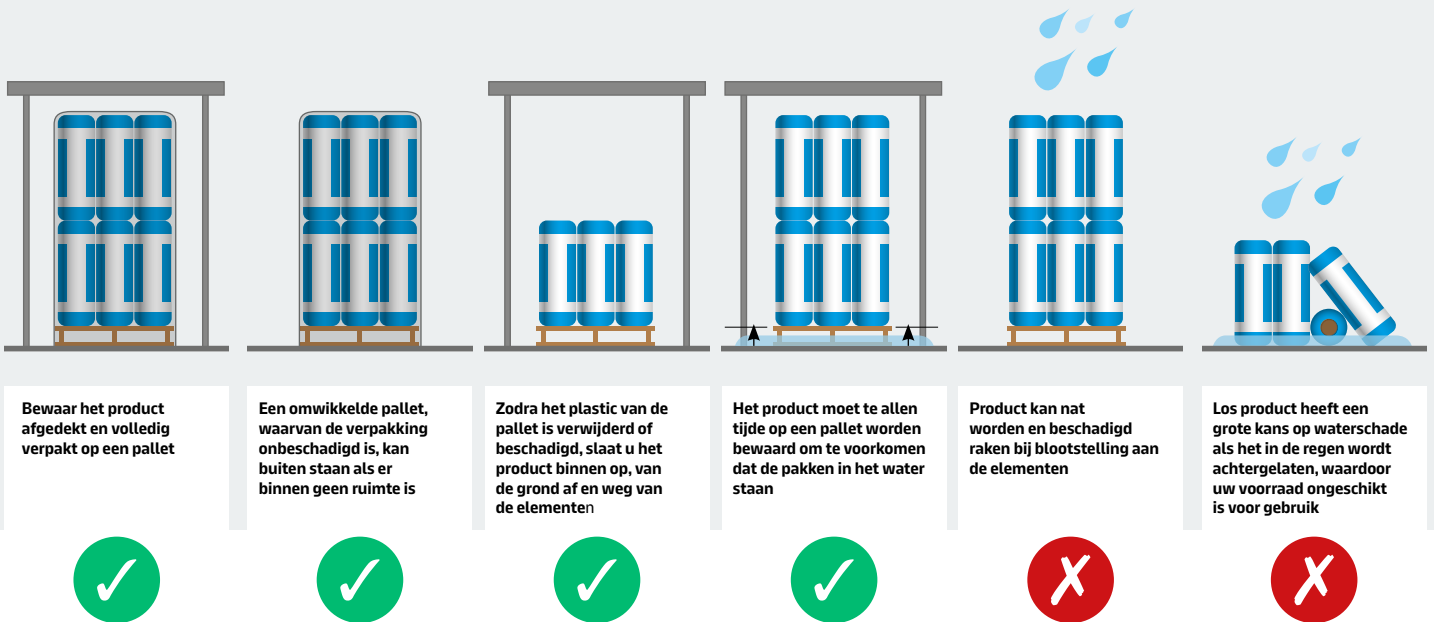 Bewaar het product
afgedekt en volledig
verpakt op een pallet
Een omwikkelde pallet,
waarvan de verpakking
onbeschadigd is, kan
buiten staan als er
binnen geen ruimte is
Zodra het plastic van de
pallet is verwijderd of
beschadigd, slaat u het
product binnen op, van
de grond af en weg van
de elementen
Het product moet te allen
tijde op een pallet worden
bewaard om te voorkomen
dat de pakken in het water
staan
Product kan nat
worden en beschadigd
raken bij blootstelling aan
de elementen
Los product heeft een
grote kans op waterschade
als het in de regen wordt
achtergelaten, waardoor
uw voorraad ongeschikt
is voor gebruik